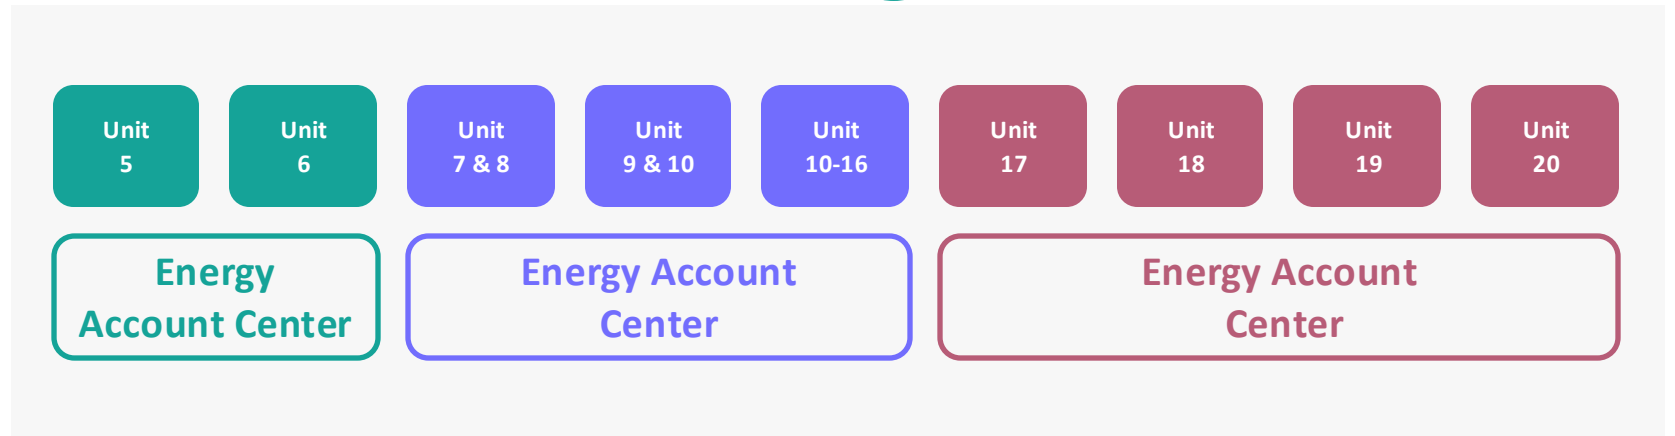 Unit
5
Unit
6
Unit
7 & 8
Unit
9 & 10
Unit
10-16
Unit
17
Unit
18
Unit
19
Unit
20
Energy
Account Center
Energy Account
Center
Energy Account
Center